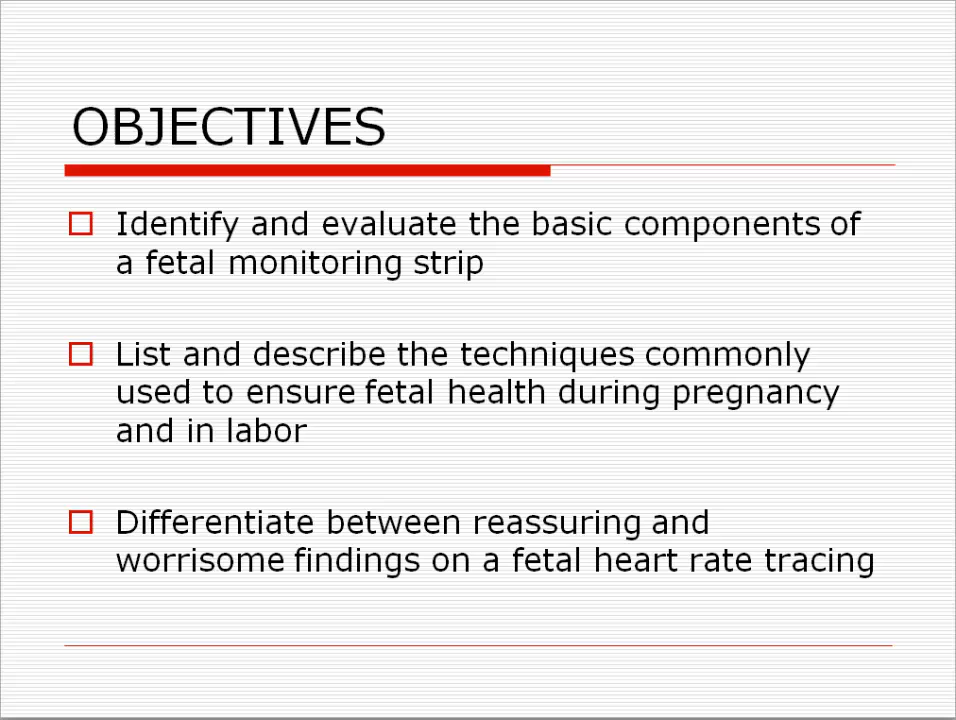 OBJECTIVES
Identify and evaluate the basic components of
a fetal monitoring strip
List and describe the techniques commonly
used to ensure fetal health during pregnancy
and in labor
Differentiate between reassuring and
worrisome findings on a fetal heart rate tracing